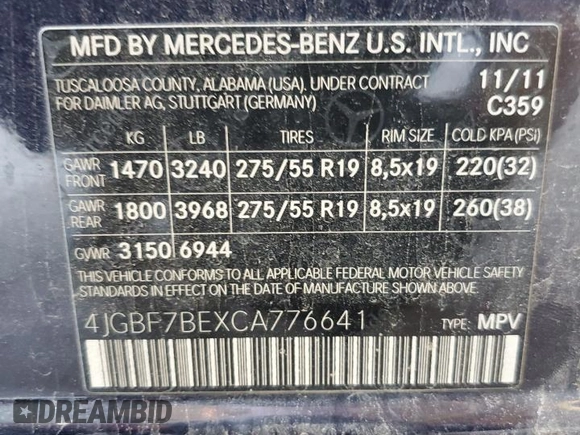 MFD BY MERCEDES-BENZ U.S. INTL., INC
TUSCALOOSA COUNTY, ALABAMA (USA). UNDER CONTRACT 11/11
FOR DAIMLER AG, STUTTGART (GERMANY) C359
KG LB TIRES RIM SIZE COLD KPA (PSI)
GAWR FRONT 1470 3240 275/55 R19 8,5x19 220(32)
GAWR REAR 1800 3968 275/55 R19 8,5x19 260(38)
GVWR 3150 6944
THIS VEHICLE CONFORMS TO ALL APPLICABLE FEDERAL MOTOR VEHICLE SAFETY
STANDARDS IN EFFECT ON THE DATE OF MANUFACTURE SHOWN ABOVE.
4JGBF7BEXCA776641 TYPE: MPV
DREAMBID